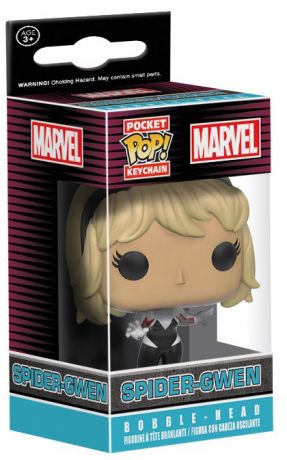 AGE
3+
WARNING! Choking Hazard. May contain small parts.
MARVEL
POCKET
POP!
KEYCHAIN
MARVEL
SPIDER-GWEN
SPIDER-GWEN
BOBBLE-HEAD
FIGURINE À TÊTE BRANLANTE / FIGURA CON CABEZA OSCILANTE